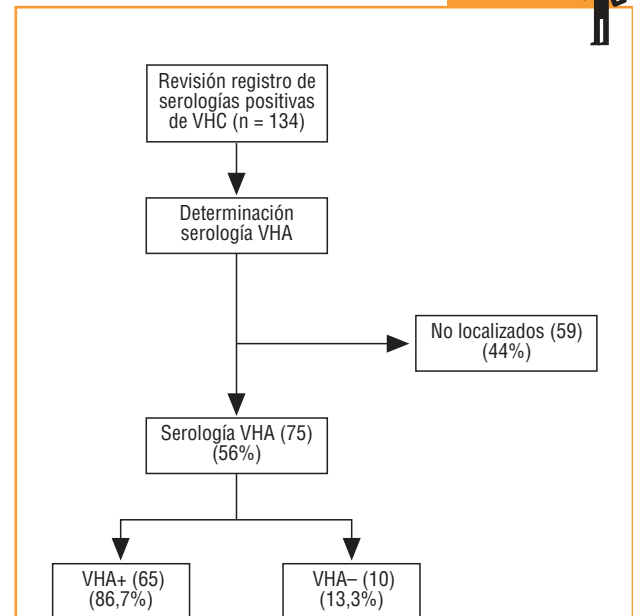 Revisión registro de
serologías positivas
de VHC (n = 134)
Determinación
serología VHA
No localizados (59)
(44%)
Serología VHA (75)
(56%)
VHA+ (65)
(86,7%)
VHA– (10)
(13,3%)